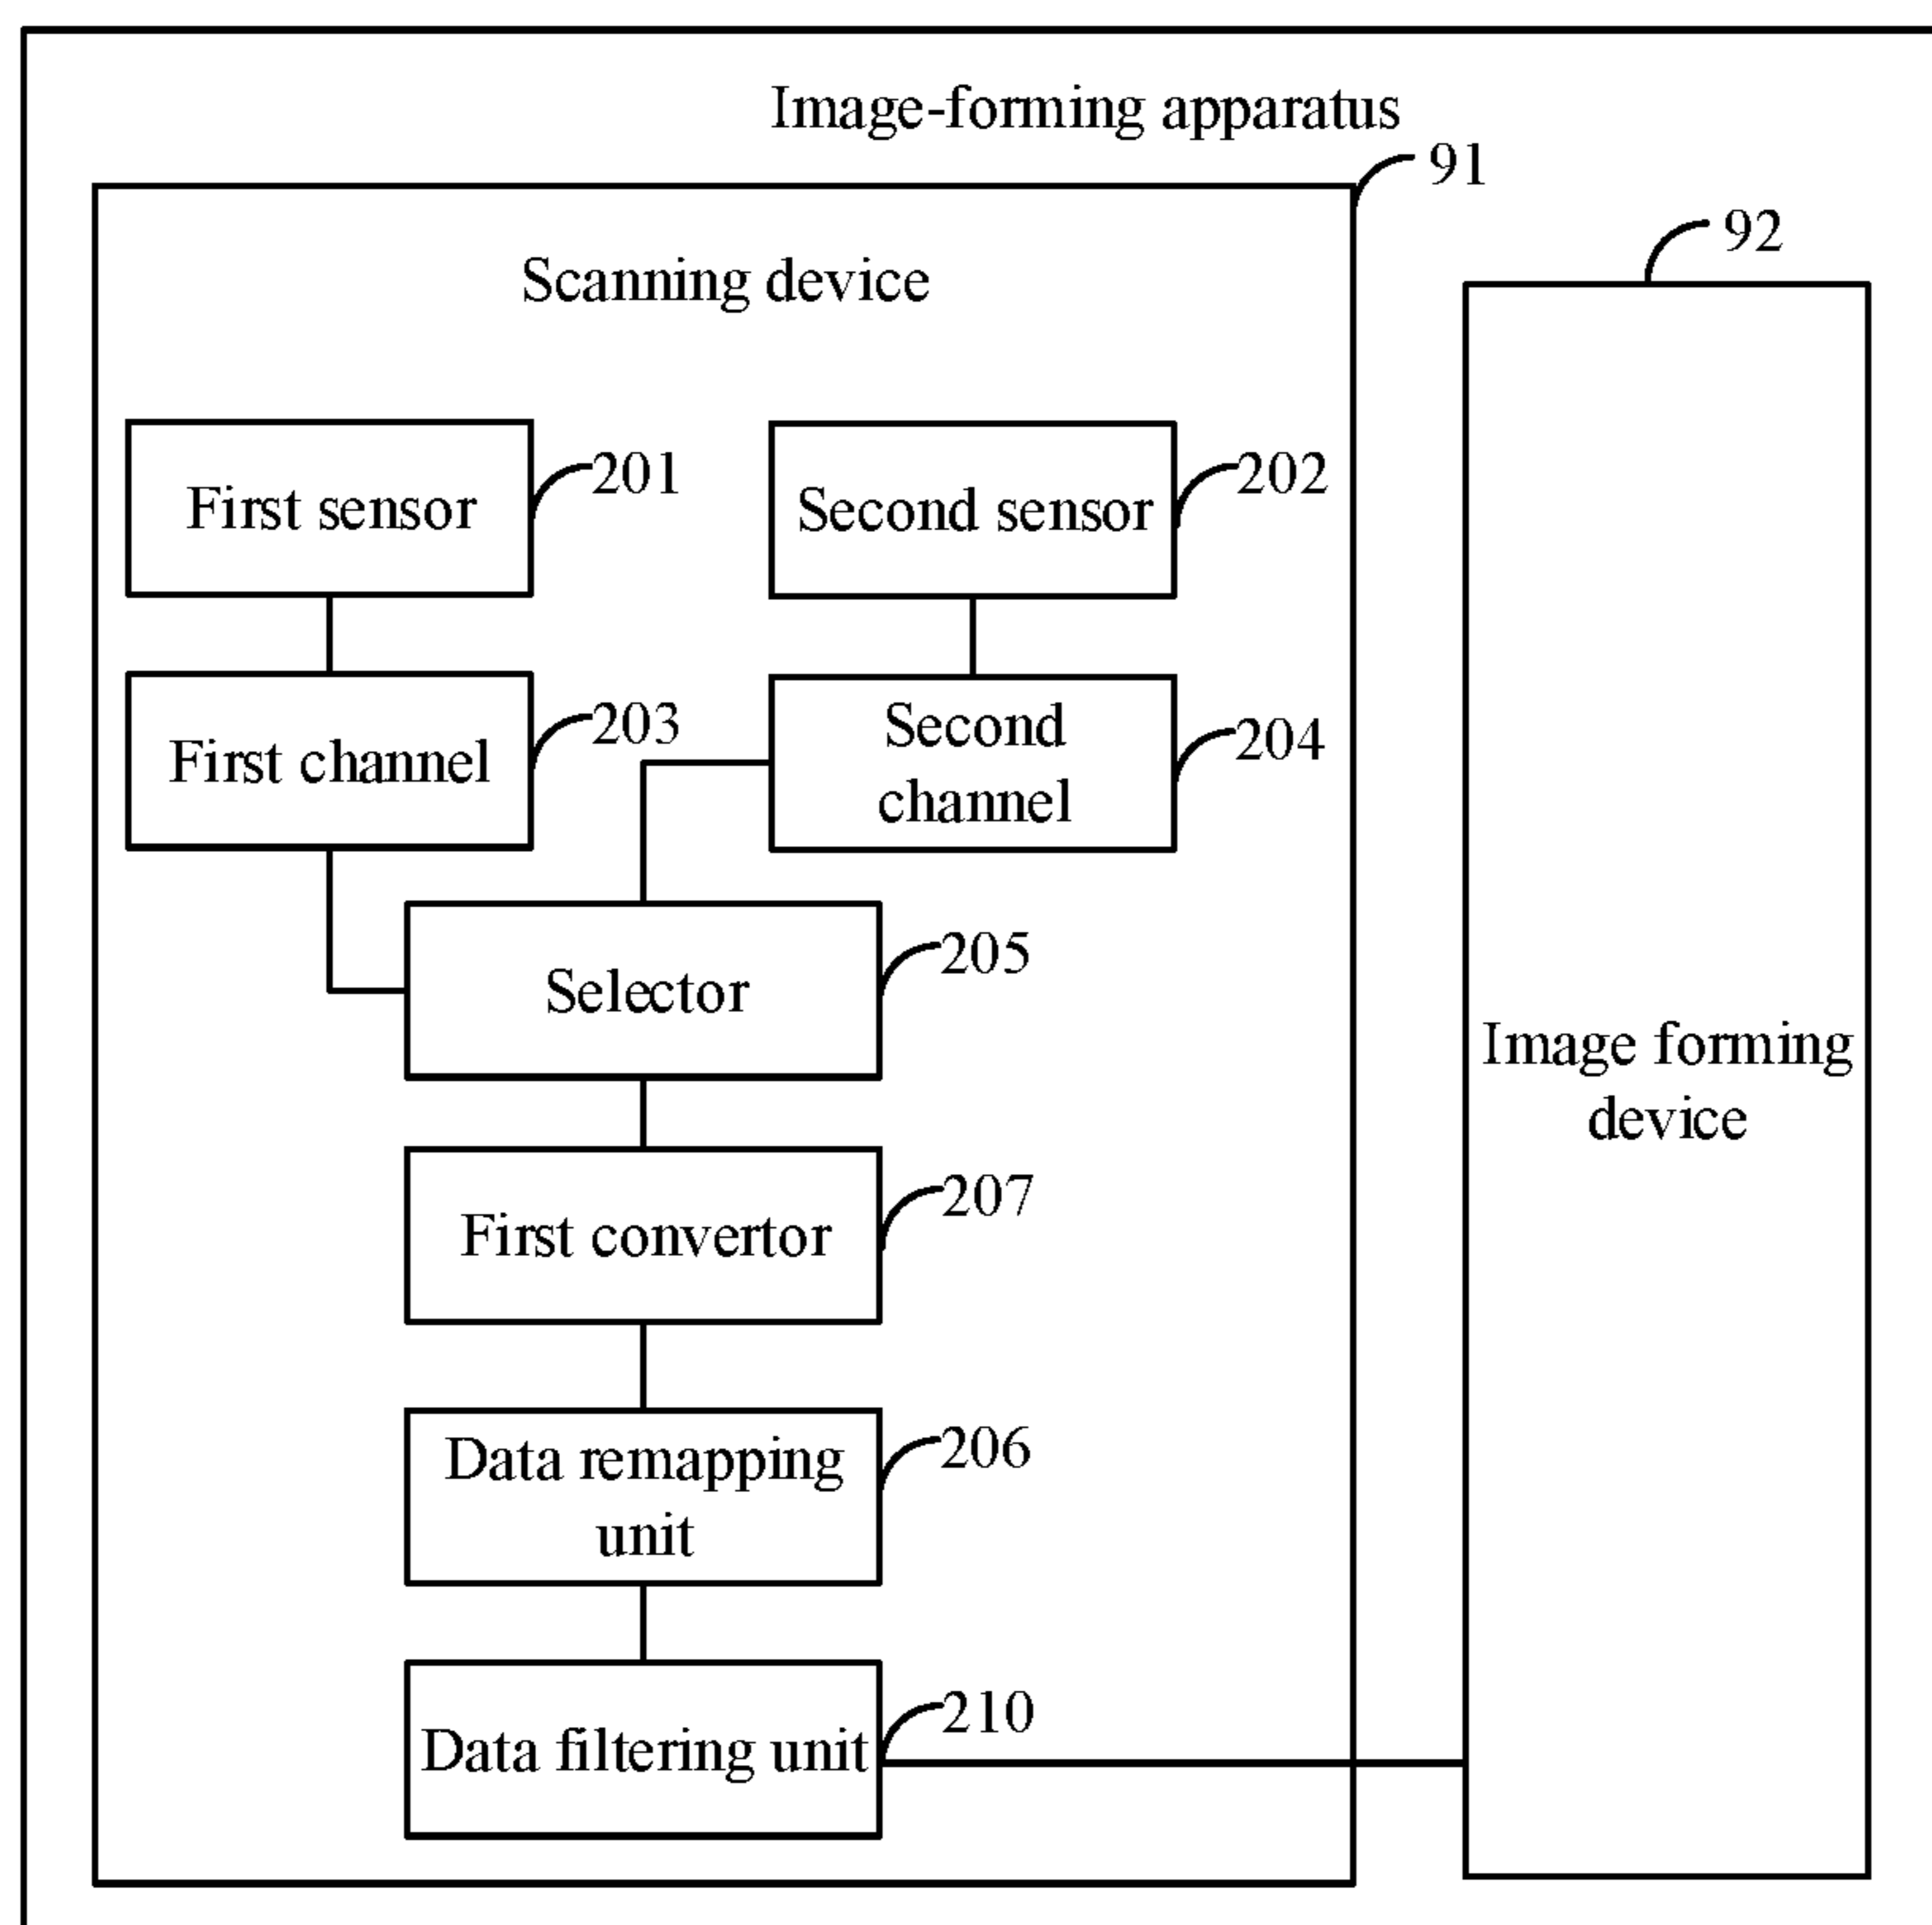 Image-forming apparatus
91
92
Scanning device
First sensor
201
Second sensor
202
First channel
203
Second
channel
204
Selector
205
First convertor
207
Data remapping
unit
206
Data filtering unit
210
Image forming
device